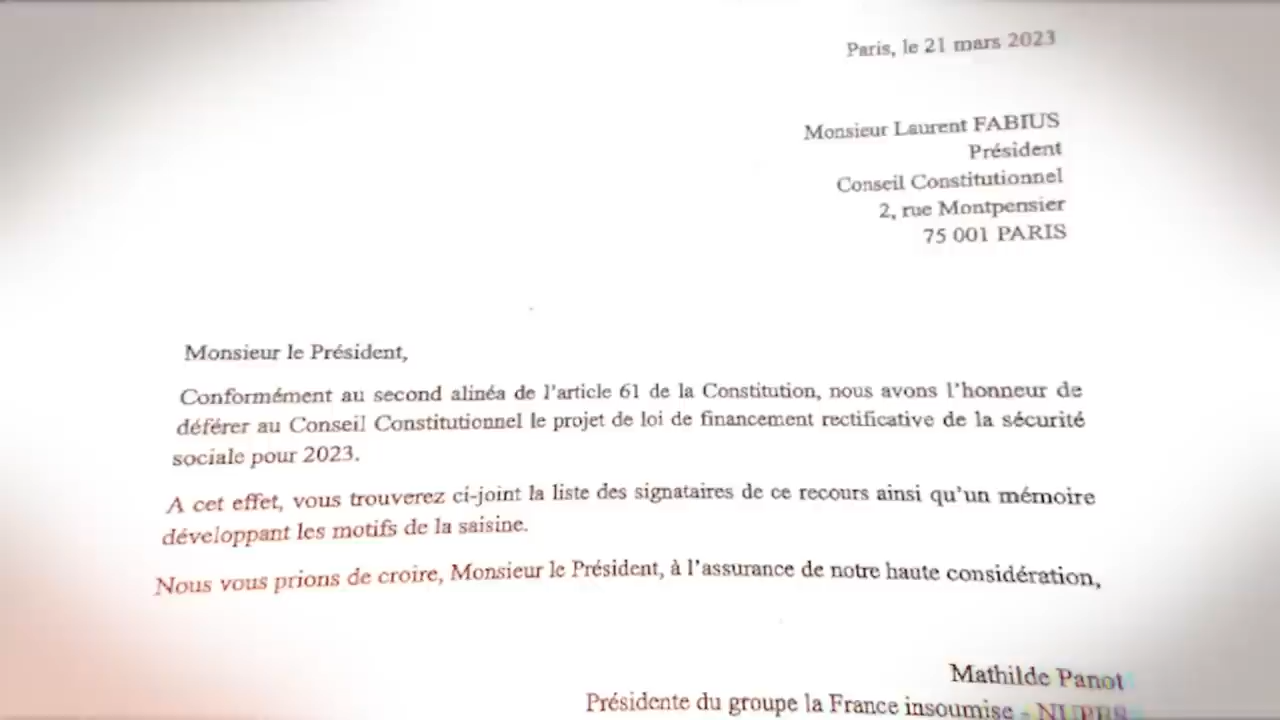 Paris, le 21 mars 2023
Monsieur Laurent FABIUS
Président
Conseil Constitutionnel
2, rue Montpensier
75 001 PARIS
Monsieur le Président,
Conformément au second alinéa de l'article 61 de la Constitution, nous avons l'honneur de
déférer au Conseil Constitutionnel le projet de loi de financement rectificative de la sécurité
sociale pour 2023.
A cet effet, vous trouverez ci-joint la liste des signataires de ce recours ainsi qu'un mémoire
développant les motifs de la saisine.
Nous vous prions de croire, Monsieur le Président, à l'assurance de notre haute considération,
Mathilde Panot
Présidente du groupe la France insoumise - NUPES